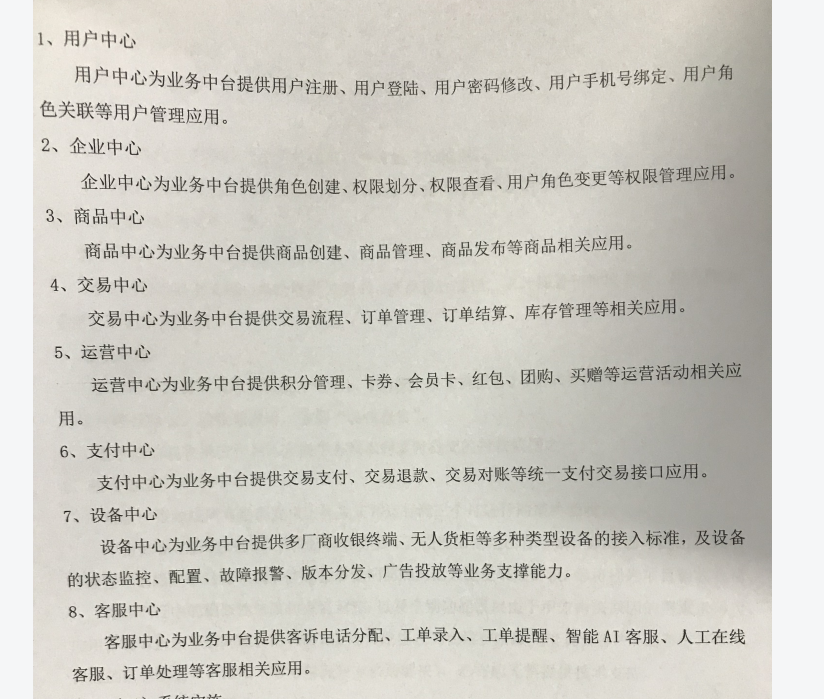 1、用户中心
用户中心为业务中台提供用户注册、用户登陆、用户密码修改、用户手机号绑定、用户角
色关联等用户管理应用。
2、企业中心
企业中心为业务中台提供角色创建、权限划分、权限查看、用户角色变更等权限管理应用。
3、商品中心
商品中心为业务中台提供商品创建、商品管理、商品发布等商品相关应用。
4、交易中心
交易中心为业务中台提供交易流程、订单管理、订单结算、库存管理等相关应用。
5、运营中心
运营中心为业务中台提供积分管理、卡券、会员卡、红包、团购、买赠等运营活动相关应
用。
6、支付中心
支付中心为业务中台提供交易支付、交易退款、交易对账等统一支付交易接口应用。
7、设备中心
设备中心为业务中台提供多厂商收银终端、无人货柜等多种类型设备的接入标准，及设备
的状态监控、配置、故障报警、版本分发、广告投放等业务支撑能力。
8、客服中心
客服中心为业务中台提供客诉电话分配、工单录入、工单提醒、智能 AI 客服、人工在线
客服、订单处理等客服相关应用。